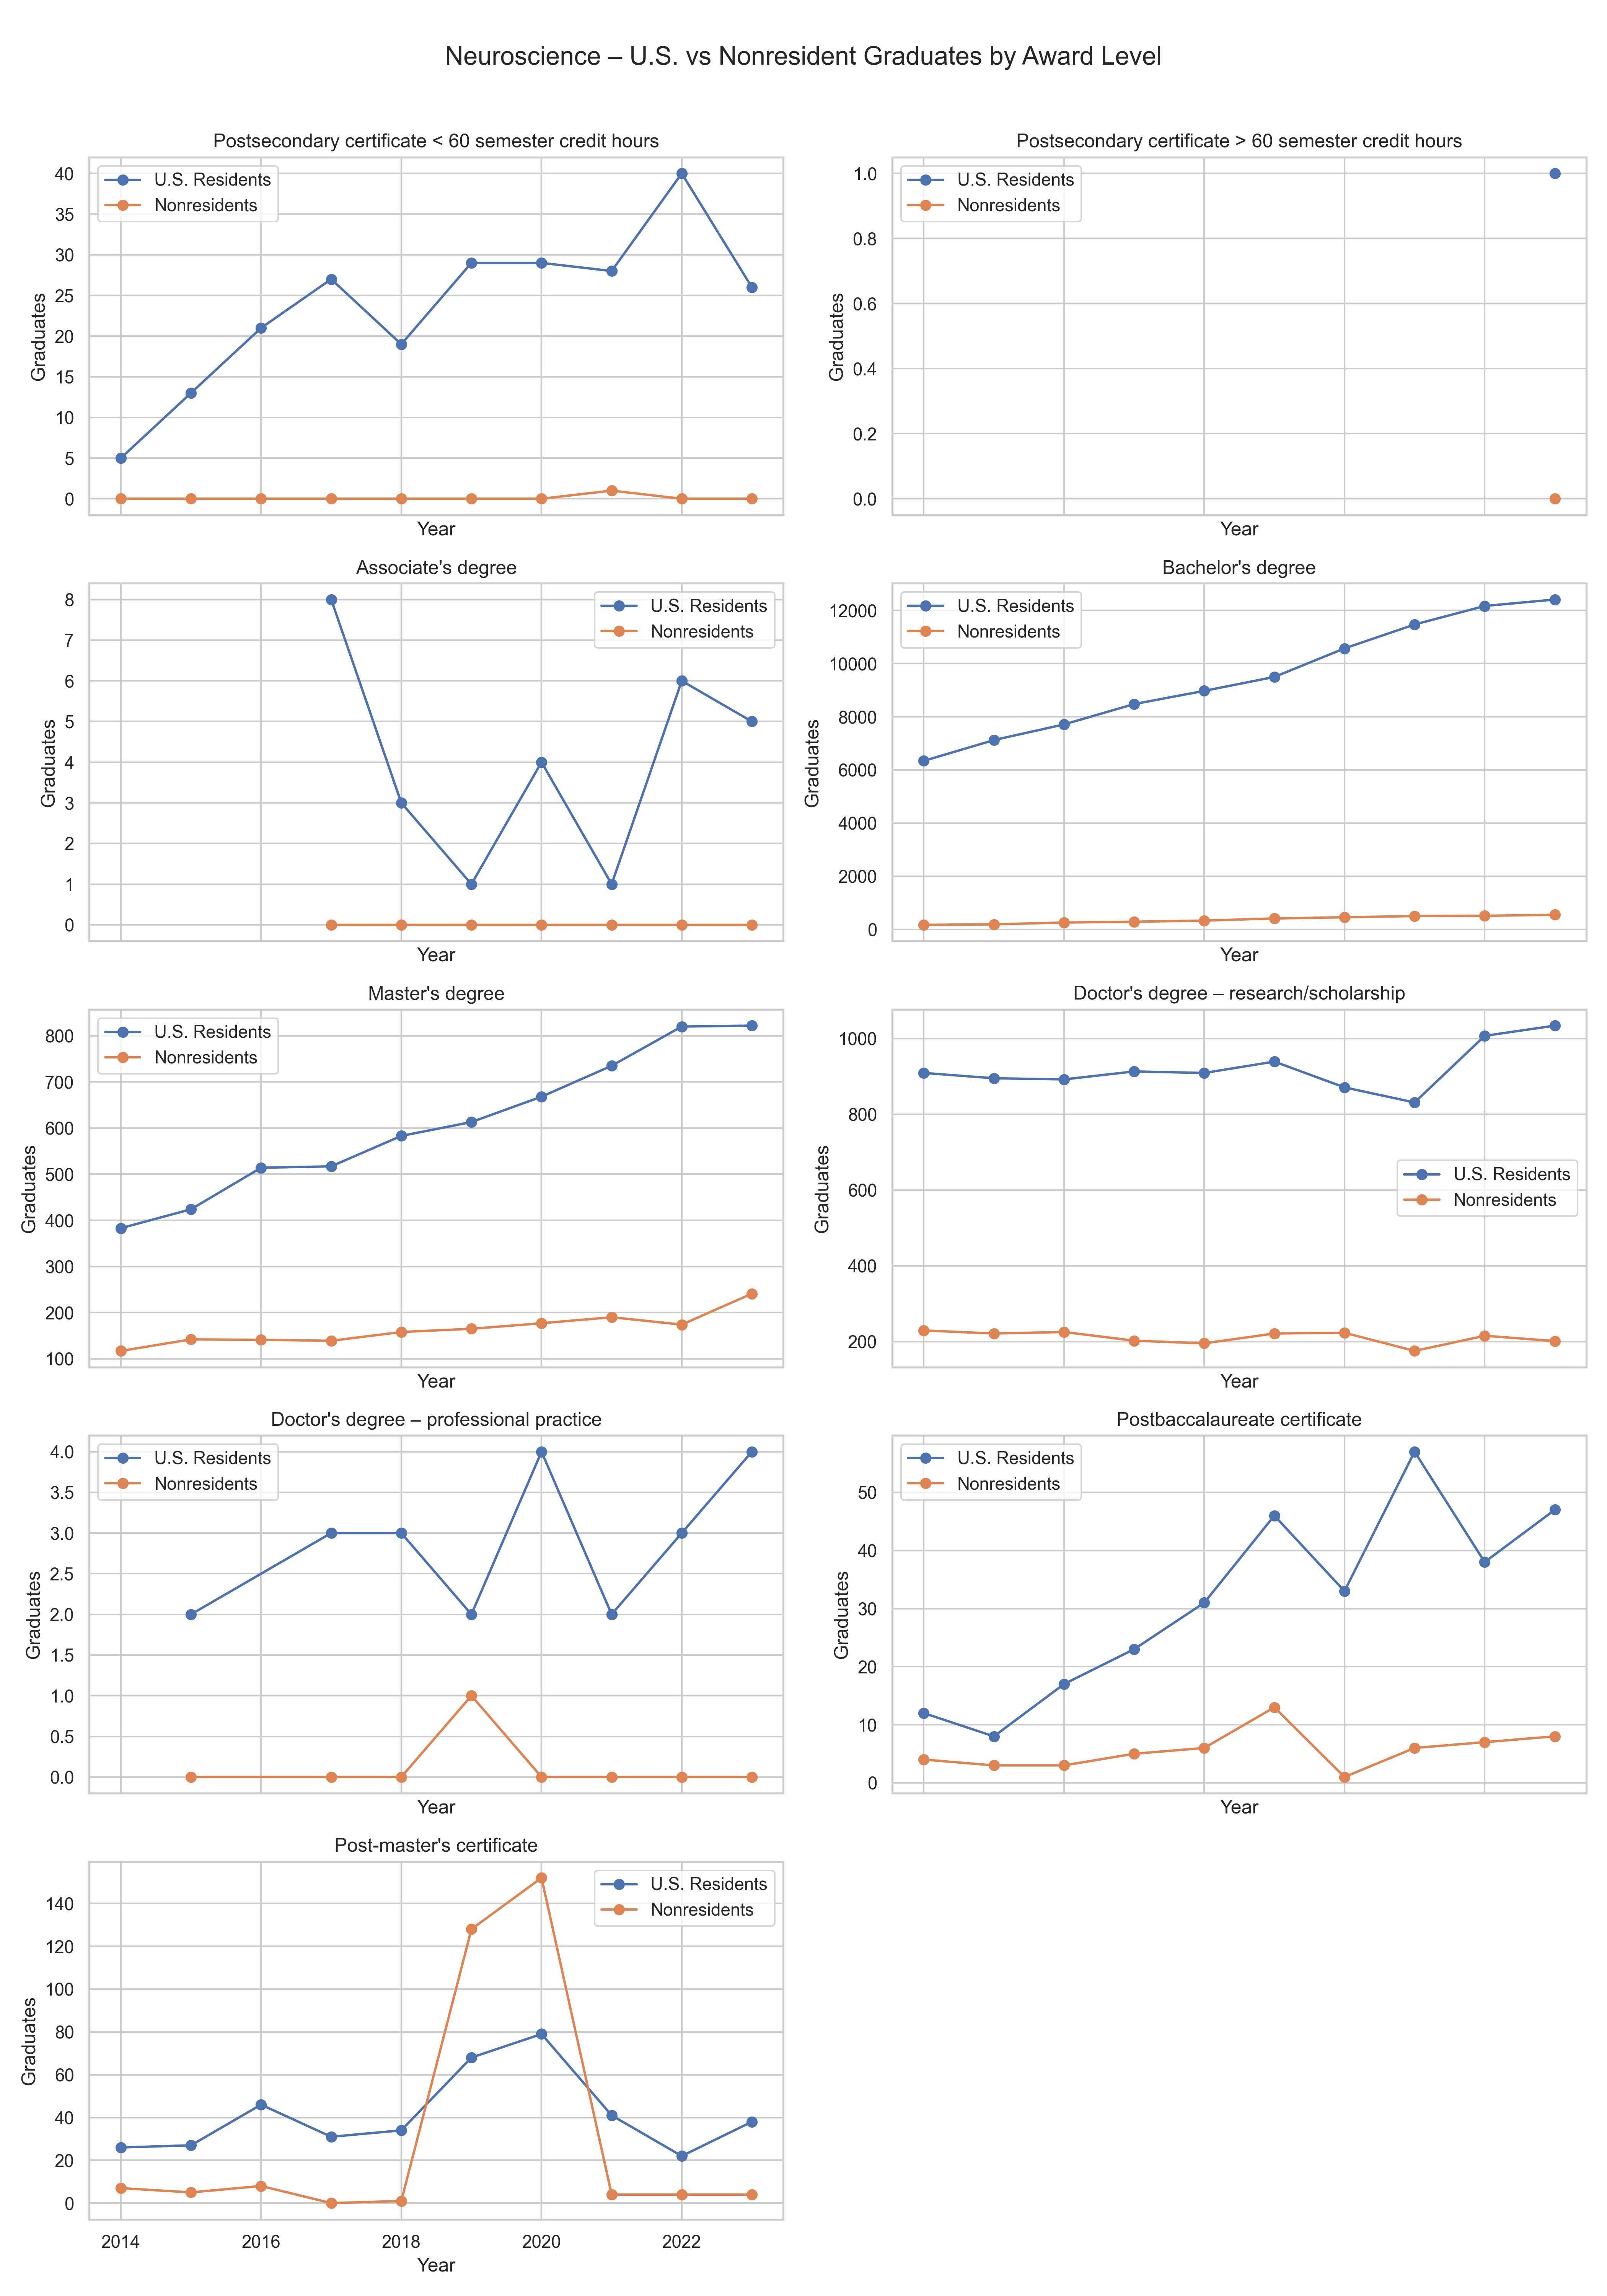 Neuroscience – U.S. vs Nonresident Graduates by Award Level
Postsecondary certificate < 60 semester credit hours
40
35
30
25
20
15
10
5
0
Graduates
U.S. Residents
Nonresidents
Year
Postsecondary certificate > 60 semester credit hours
1.0
0.8
0.6
0.4
0.2
0.0
Graduates
U.S. Residents
Nonresidents
Year
Associate's degree
8
7
6
5
4
3
2
1
0
Graduates
U.S. Residents
Nonresidents
Year
Bachelor's degree
12000
10000
8000
6000
4000
2000
0
Graduates
U.S. Residents
Nonresidents
Year
Master's degree
800
700
600
500
400
300
200
100
Graduates
U.S. Residents
Nonresidents
Year
Doctor's degree – research/scholarship
1000
800
600
400
200
Graduates
U.S. Residents
Nonresidents
Year
Doctor's degree – professional practice
4.0
3.5
3.0
2.5
2.0
1.5
1.0
0.5
0.0
Graduates
U.S. Residents
Nonresidents
Year
Postbaccalaureate certificate
50
40
30
20
10
0
Graduates
U.S. Residents
Nonresidents
Year
Post-master's certificate
140
120
100
80
60
40
20
0
Graduates
U.S. Residents
Nonresidents
2014 2016 2018 2020 2022
Year